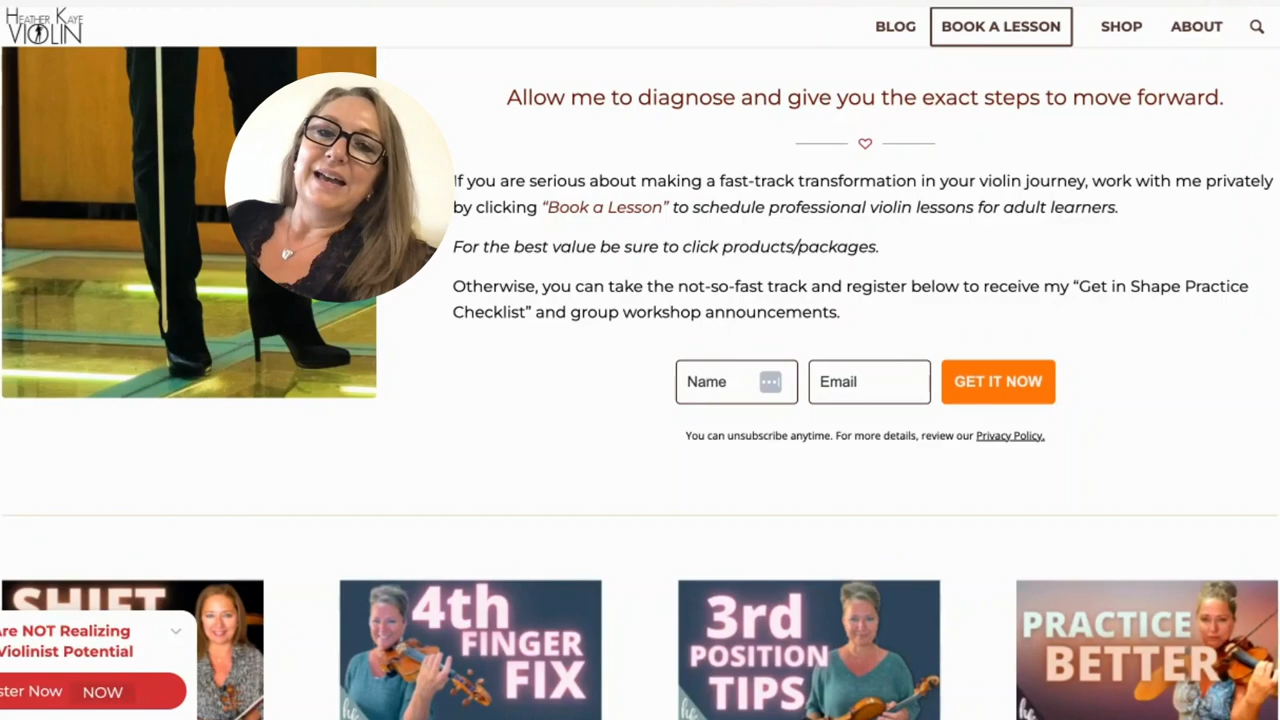 HEATHER KAYE
VIOLIN
BLOG
BOOK A LESSON
SHOP
ABOUT
Allow me to diagnose and give you the exact steps to move forward.
If you are serious about making a fast-track transformation in your violin journey, work with me privately
by clicking “Book a Lesson” to schedule professional violin lessons for adult learners.
For the best value be sure to click products/packages.
Otherwise, you can take the not-so-fast track and register below to receive my “Get in Shape Practice
Checklist” and group workshop announcements.
Name
Email
GET IT NOW
You can unsubscribe anytime. For more details, review our Privacy Policy.
SHIFT
Are NOT Realizing
Violinist Potential
ster Now NOW
4th
FINGER
FIX
3rd
POSITION
TIPS
PRACTICE
BETTER